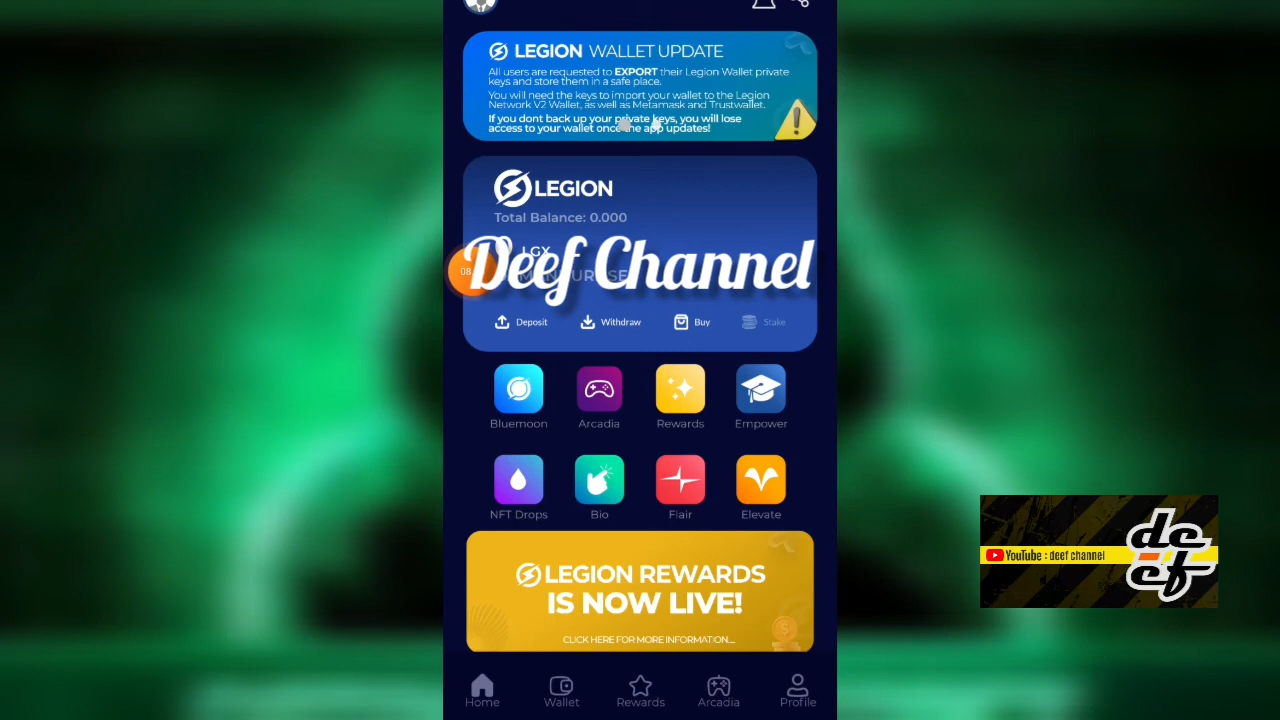 LEGION WALLET UPDATE
All users are requested to EXPORT their Legion Wallet private
keys and store them in a safe place.
You will need the keys to import your wallet to the Legion
Network V2 Wallet, as well as Metamask and Trustwallet.
If you dont back up your private keys, you will lose
access to your wallet once the app updates!
LEGION
Total Balance: 0.000
LGX
Deef Channel
08
Deposit Withdraw Buy Stake
Bluemoon Arcadia Rewards Empower
NFT Drops Bio Flair Elevate
LEGION REWARDS
IS NOW LIVE!
CLICK HERE FOR MORE INFORMATION....
Home Wallet Rewards Arcadia Profile
YouTube : deef channel
deef